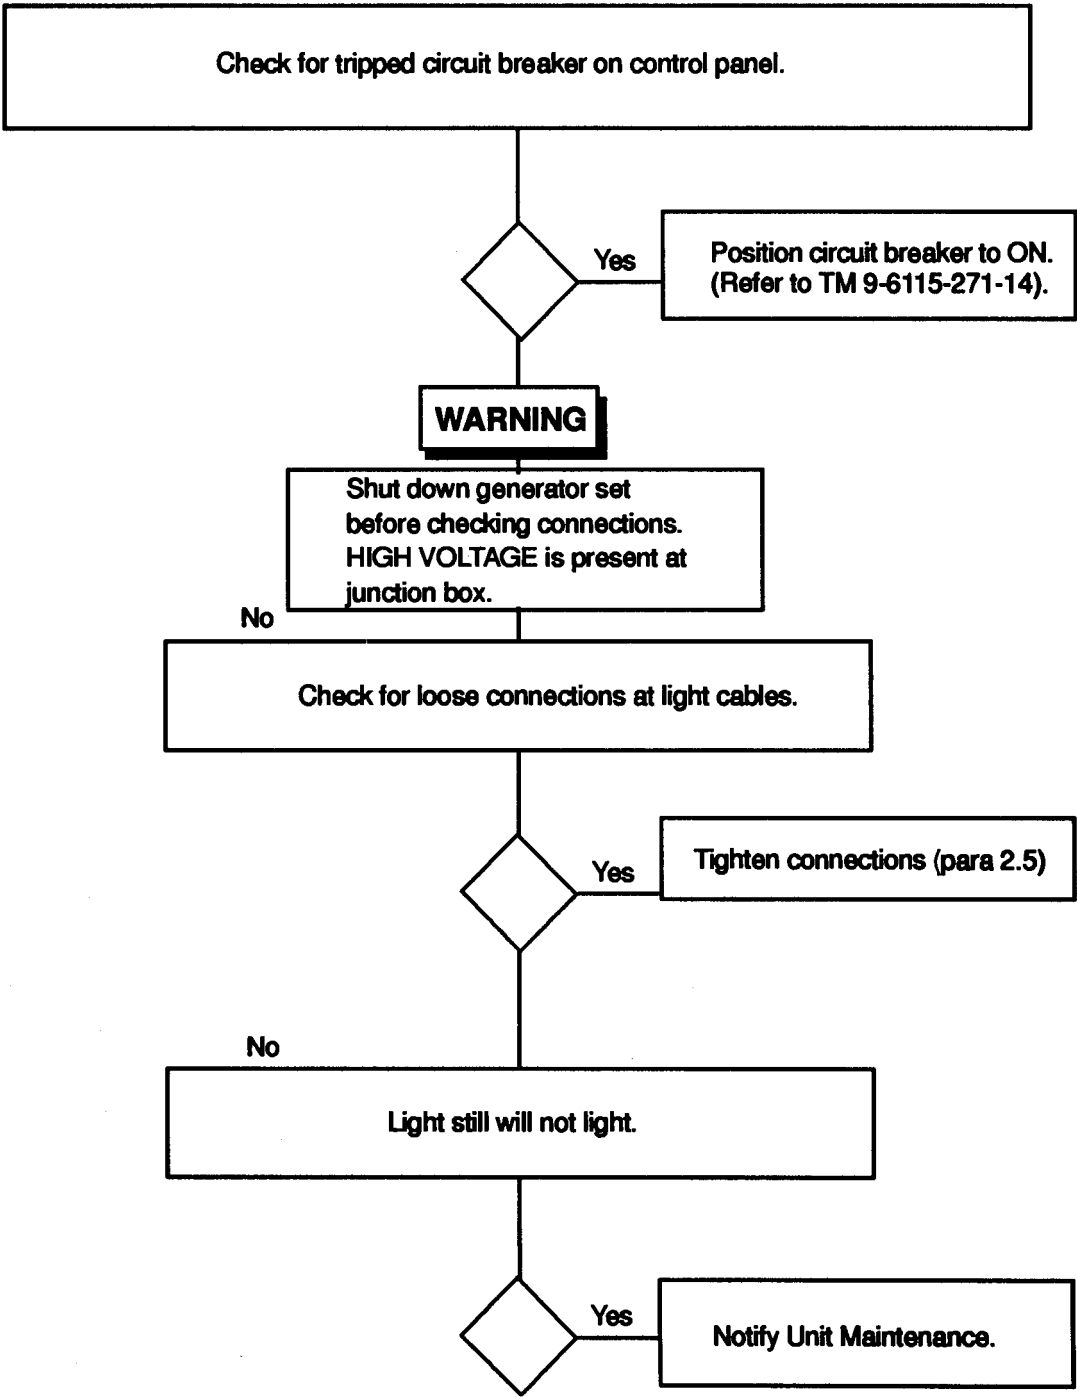 Check for tripped circuit breaker on control panel.
Yes
Position circuit breaker to ON.
(Refer to TM 9-6115-271-14).
WARNING
Shut down generator set
before checking connections.
HIGH VOLTAGE is present at
junction box.
No
Check for loose connections at light cables.
Yes
Tighten connections (para 2.5)
No
Light still will not light.
Yes
Notify Unit Maintenance.